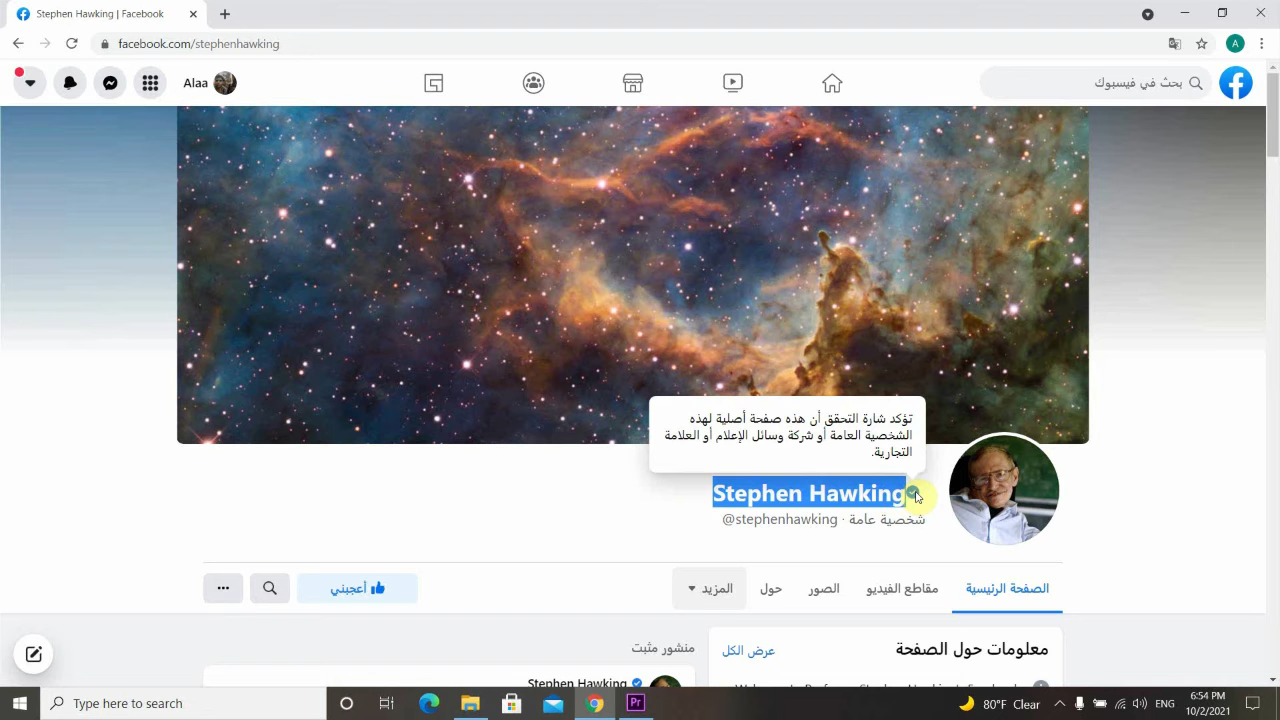 Stephen Hawking | Facebook
facebook.com/stephenhawking
A
Alaa
بحث في فيسبوك
تؤكد شارة التحقق أن هذه صفحة أصلية لهذه
الشخصية العامة أو شركة وسائل الإعلام أو العلامة
التجارية.
Stephen Hawking
@stephenhawking · شخصية عامة
الصفحة الرئيسية
مقاطع الفيديو
الصور
حول
المزيد
أعجبني
معلومات حول الصفحة
عرض الكل
منشور مثبت
Stephen Hawking
Type here to search
Pr
80°F Clear
ENG
6:54 PM
10/2/2021